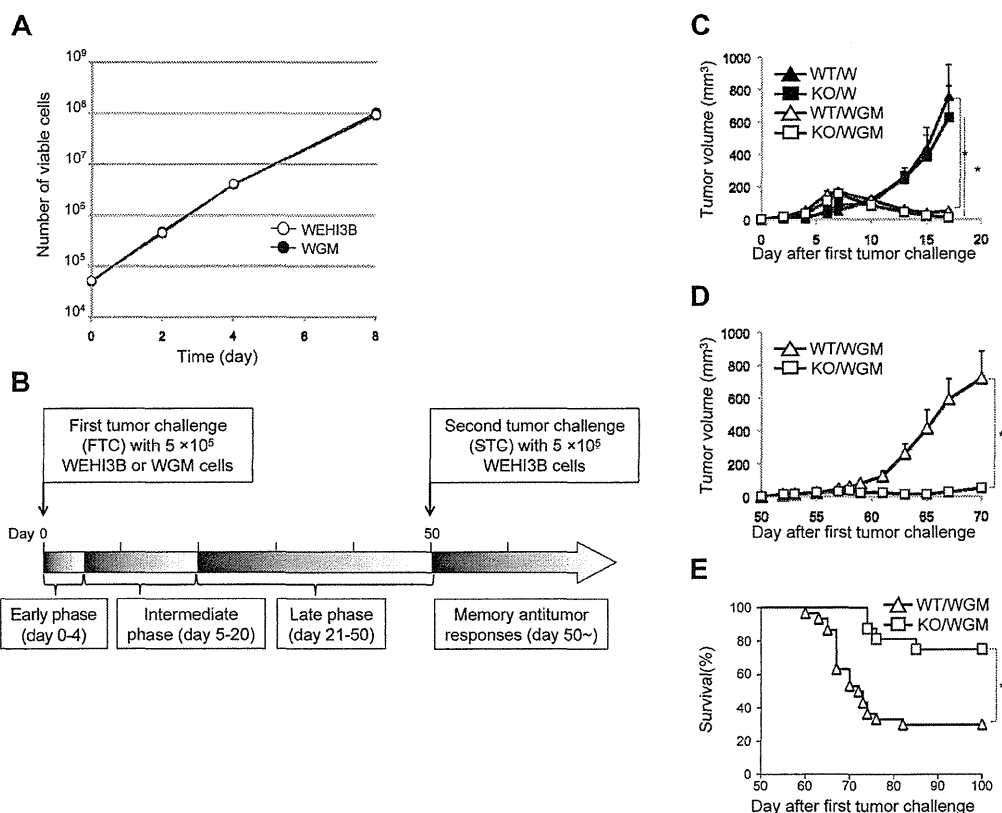 A
10⁹
10⁸
10⁷
10⁶
10⁵
10⁴
Number of viable cells
WEHI3B
WGM
0 2 4 6 8
Time (day)
B
First tumor challenge
(FTC) with 5 ×10⁵
WEHI3B or WGM cells
Second tumor challenge
(STC) with 5 ×10⁵
WEHI3B cells
Day 0
50
Early phase
(day 0-4)
Intermediate
phase (day 5-20)
Late phase
(day 21-50)
Memory antitumor
responses (day 50~)
C
1000
800
600
400
200
0
Tumor volume (mm³)
WT/W
KO/W
WT/WGM
KO/WGM
*
*
0 5 10 15 20
Day after first tumor challenge
D
1000
800
600
400
200
0
Tumor volume (mm³)
WT/WGM
KO/WGM
*
50 55 60 65 70
Day after first tumor challenge
E
100
80
60
40
20
0
Survival(%)
WT/WGM
KO/WGM
*
50 60 70 80 90 100
Day after first tumor challenge